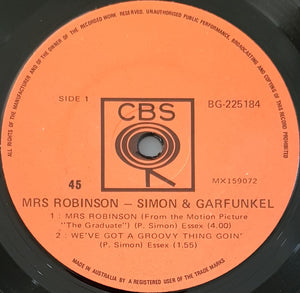 ALL RIGHTS OF THE MANUFACTURER AND OF THE OWNER OF THE RECORDED WORK RESERVED. UNAUTHORISED PUBLIC PERFORMANCE, BROADCASTING AND COPYING OF THIS RECORD PROHIBITED
CBS
SIDE 1
BG-225184
45
MX159072
MRS ROBINSON — SIMON & GARFUNKEL
1 : MRS ROBINSON (From the Motion Picture
"The Graduate") (P. Simon) Essex (4.00)
2 : WE'VE GOT A GROOVY THING GOIN'
(P. Simon) Essex (1.55)
MADE IN AUSTRALIA BY A REGISTERED USER OF THE TRADE MARKS